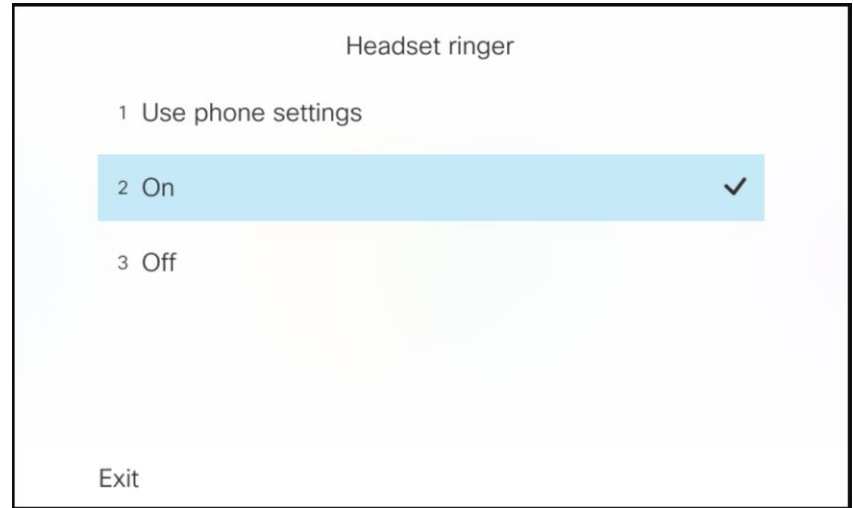 Headset ringer
1 Use phone settings
2 On
3 Off
Exit